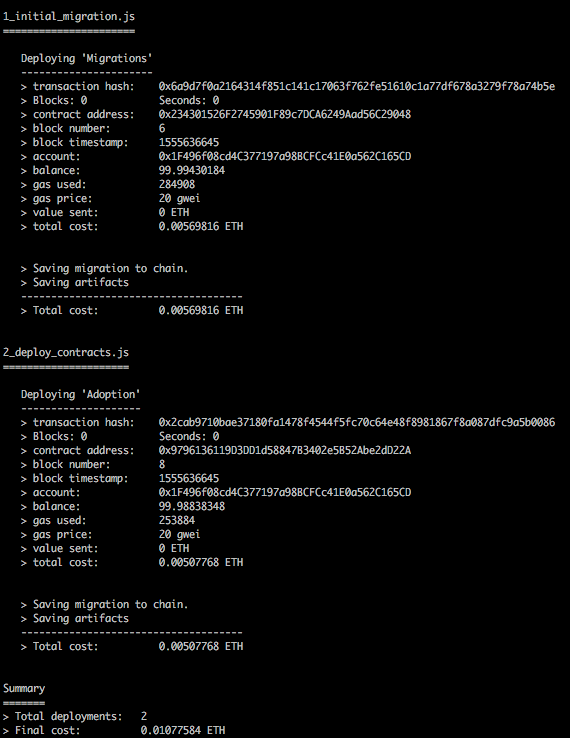 1_initial_migration.js
======================
Deploying 'Migrations'
----------------------
> transaction hash: 0x6a9d7f0a2164314f851c141c17063f762fe51610c1a77df678a3279f78a74b5e
> Blocks: 0 Seconds: 0
> contract address: 0x234301526F2745901F89c7DCA6249Aad56C29048
> block number: 6
> block timestamp: 1555636645
> account: 0x1F496f08cd4C377197a98BCFCc41E0a562C165CD
> balance: 99.99430184
> gas used: 284908
> gas price: 20 gwei
> value sent: 0 ETH
> total cost: 0.00569816 ETH
> Saving migration to chain.
> Saving artifacts
-------------------------------------
> Total cost: 0.00569816 ETH
2_deploy_contracts.js
=====================
Deploying 'Adoption'
--------------------
> transaction hash: 0x2cab9710bae37180fa1478f4544f5fc70c64e48f8981867f8a087dfc9a5b0086
> Blocks: 0 Seconds: 0
> contract address: 0x9796136119D3DD1d58847B3402e5B52Abe2dD22A
> block number: 8
> block timestamp: 1555636645
> account: 0x1F496f08cd4C377197a98BCFCc41E0a562C165CD
> balance: 99.98838348
> gas used: 253884
> gas price: 20 gwei
> value sent: 0 ETH
> total cost: 0.00507768 ETH
> Saving migration to chain.
> Saving artifacts
-------------------------------------
> Total cost: 0.00507768 ETH
Summary
=======
> Total deployments: 2
> Final cost: 0.01077584 ETH